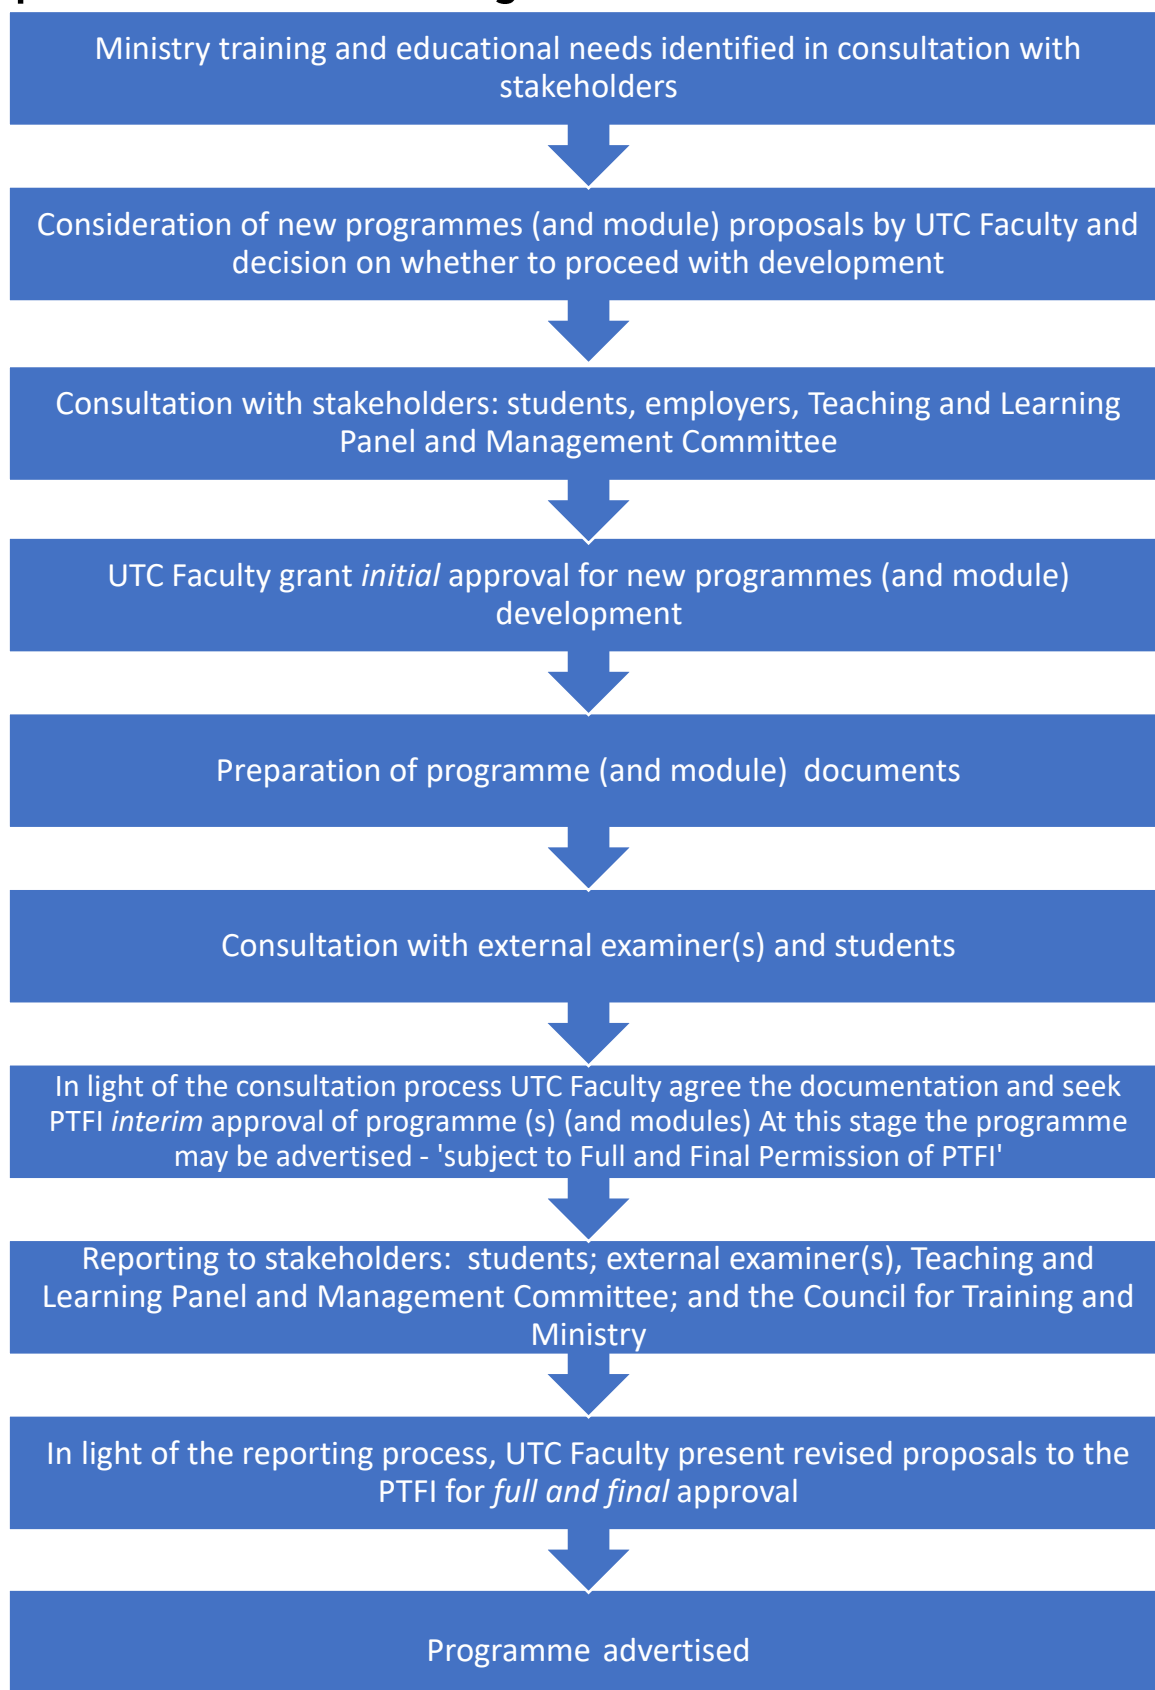 Ministry training and educational needs identified in consultation with
stakeholders
Consideration of new programmes (and module) proposals by UTC Faculty and
decision on whether to proceed with development
Consultation with stakeholders: students, employers, Teaching and Learning
Panel and Management Committee
UTC Faculty grant initial approval for new programmes (and module)
development
Preparation of programme (and module) documents
Consultation with external examiner(s) and students
In light of the consultation process UTC Faculty agree the documentation and seek
PTFI interim approval of programme (s) (and modules) At this stage the programme
may be advertised - 'subject to Full and Final Permission of PTFI'
Reporting to stakeholders: students; external examiner(s), Teaching and
Learning Panel and Management Committee; and the Council for Training and
Ministry
In light of the reporting process, UTC Faculty present revised proposals to the
PTFI for full and final approval
Programme advertised